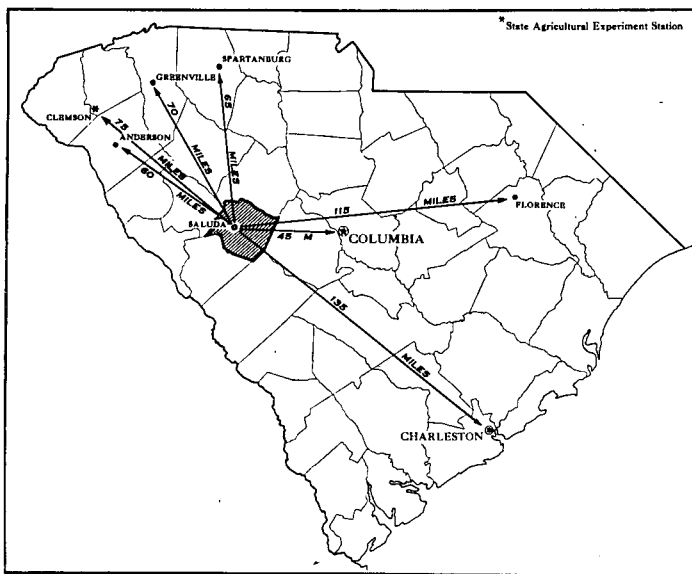 *State Agricultural Experiment Station
SPARTANBURG
GREENVILLE
CLEMSON
ANDERSON
75 MILES
60 MILES
70 MILES
65 MILES
SALUDA
115 MILES
FLORENCE
45 M
COLUMBIA
135 MILES
CHARLESTON